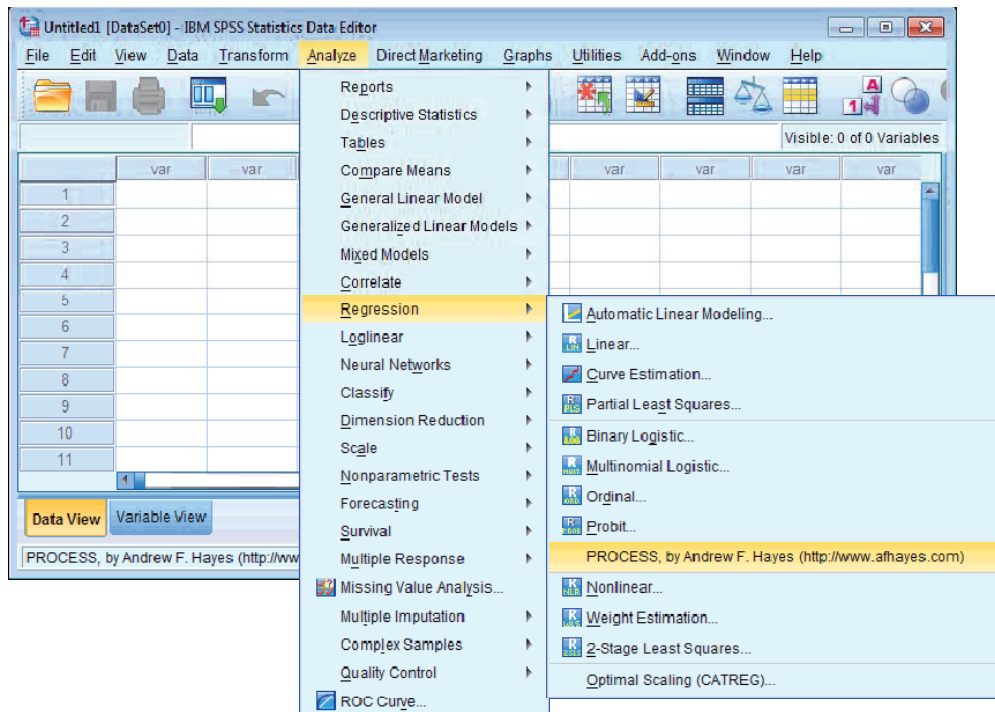 Untitled1 [DataSet0] - IBM SPSS Statistics Data Editor
File Edit View Data Transform Analyze Direct Marketing Graphs Utilities Add-ons Window Help
Visible: 0 of 0 Variables
var var var var var var
1
2
3
4
5
6
7
8
9
10
11
Data View Variable View
PROCESS, by Andrew F. Hayes (http://ww
Reports
Descriptive Statistics
Tables
Compare Means
General Linear Model
Generalized Linear Models
Mixed Models
Correlate
Regression
Loglinear
Neural Networks
Classify
Dimension Reduction
Scale
Nonparametric Tests
Forecasting
Survival
Multiple Response
Missing Value Analysis...
Multiple Imputation
Complex Samples
Quality Control
ROC Curve...
Automatic Linear Modeling...
Linear...
Curve Estimation...
Partial Least Squares...
Binary Logistic...
Multinomial Logistic...
Ordinal...
Probit...
PROCESS, by Andrew F. Hayes (http://www.afhayes.com)
Nonlinear...
Weight Estimation...
2-Stage Least Squares...
Optimal Scaling (CATREG)...